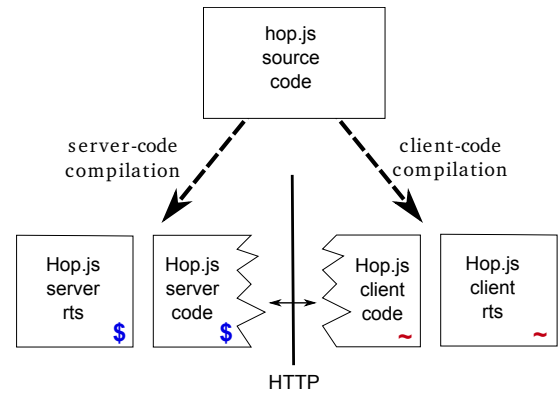 hop.js
source
code
server-code
compilation
client-code
compilation
Hop.js
server
rts
$
Hop.js
server
code
$
Hop.js
client
code
~
Hop.js
client
rts
~
HTTP